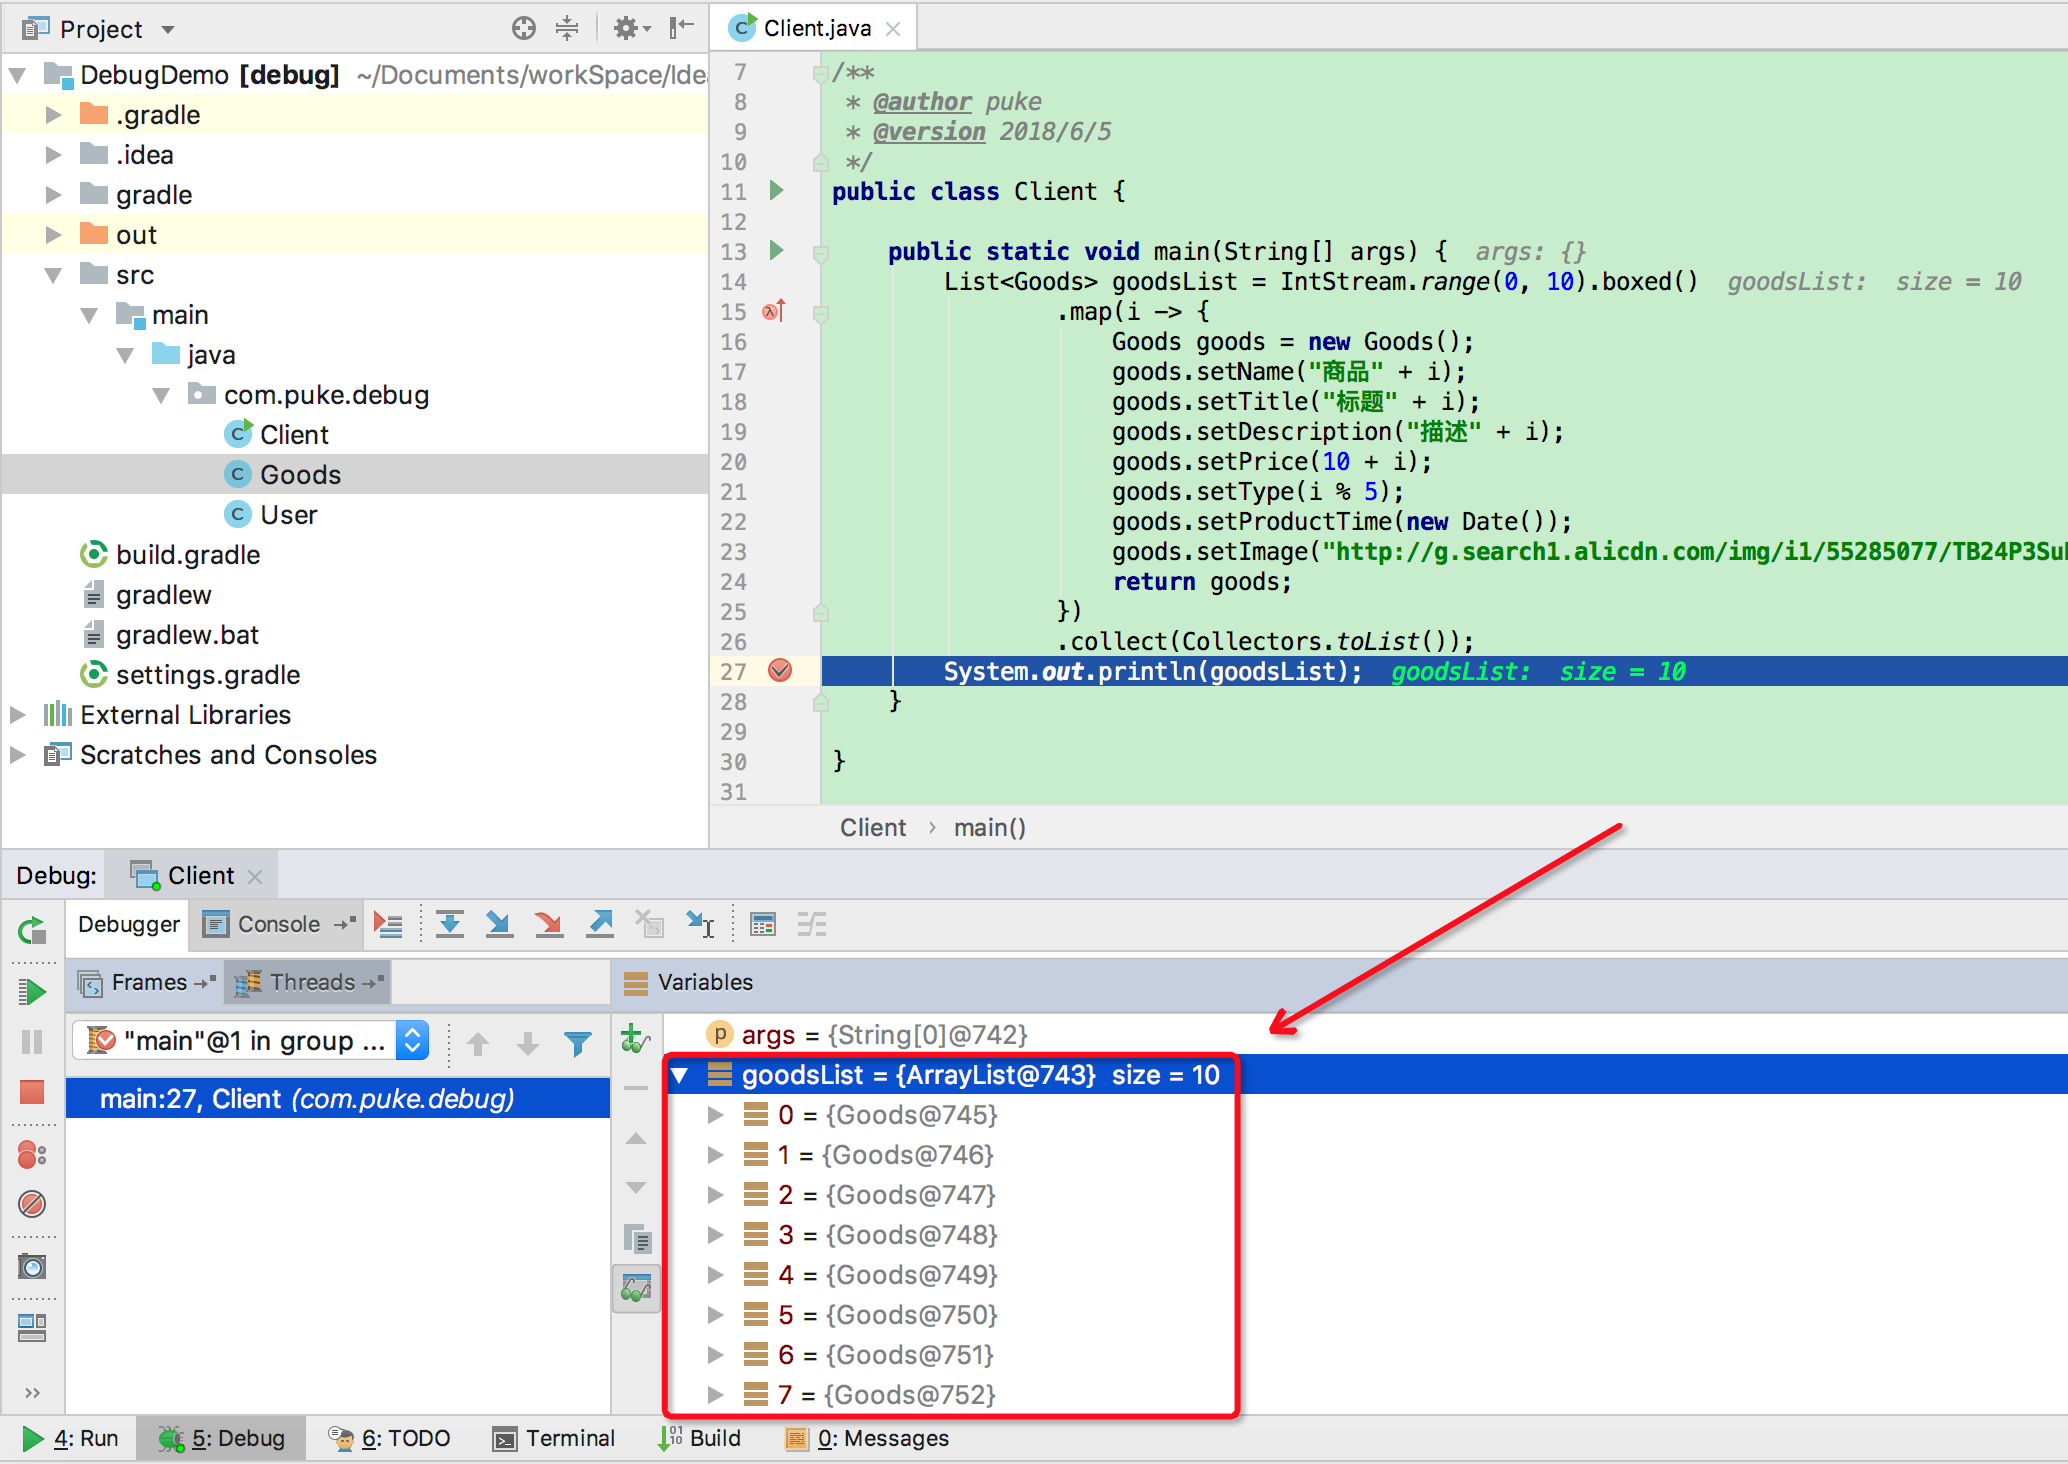 Project
DebugDemo [debug] ~/Documents/workSpace/Ide
.gradle
.idea
gradle
out
src
main
java
com.puke.debug
Client
Goods
User
build.gradle
gradlew
gradlew.bat
settings.gradle
External Libraries
Scratches and Consoles
Client.java
7 /**
8 * @author puke
9 * @version 2018/6/5
10 */
11 public class Client {
12
13 public static void main(String[] args) { args: {}
14 List<Goods> goodsList = IntStream.range(0, 10).boxed() goodsList: size = 10
15 .map(i -> {
16 Goods goods = new Goods();
17 goods.setName("商品" + i);
18 goods.setTitle("标题" + i);
19 goods.setDescription("描述" + i);
20 goods.setPrice(10 + i);
21 goods.setType(i % 5);
22 goods.setProductTime(new Date());
23 goods.setImage("http://g.search1.alicdn.com/img/i1/55285077/TB24P3Su
24 return goods;
25 })
26 .collect(Collectors.toList());
27 System.out.println(goodsList); goodsList: size = 10
28 }
29
30 }
31
Client › main()
Debug: Client
Debugger Console
Frames Threads Variables
"main"@1 in group ...
main:27, Client (com.puke.debug)
p args = {String[0]@742}
goodsList = {ArrayList@743} size = 10
0 = {Goods@745}
1 = {Goods@746}
2 = {Goods@747}
3 = {Goods@748}
4 = {Goods@749}
5 = {Goods@750}
6 = {Goods@751}
7 = {Goods@752}
4: Run 5: Debug 6: TODO Terminal Build 0: Messages